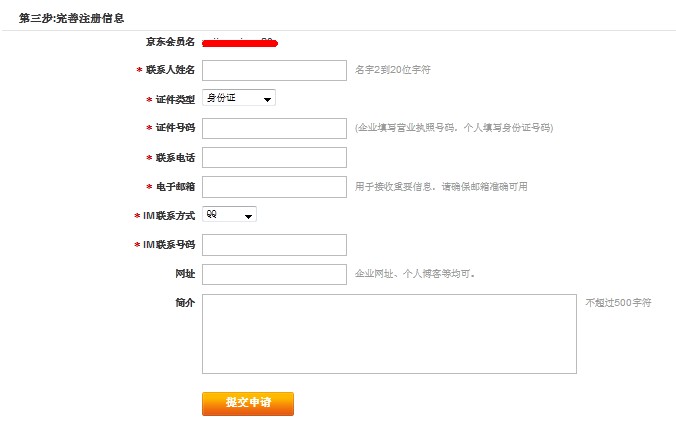 第三步:完善注册信息
京东会员名
* 联系人姓名 名字2到20位字符
* 证件类型 身份证
* 证件号码 (企业填写营业执照号码，个人填写身份证号码)
* 联系电话
* 电子邮箱 用于接收重要信息，请确保邮箱准确可用
* IM联系方式 QQ
* IM联系号码
网址 企业网址、个人博客等均可。
简介 不超过500字符
提交申请